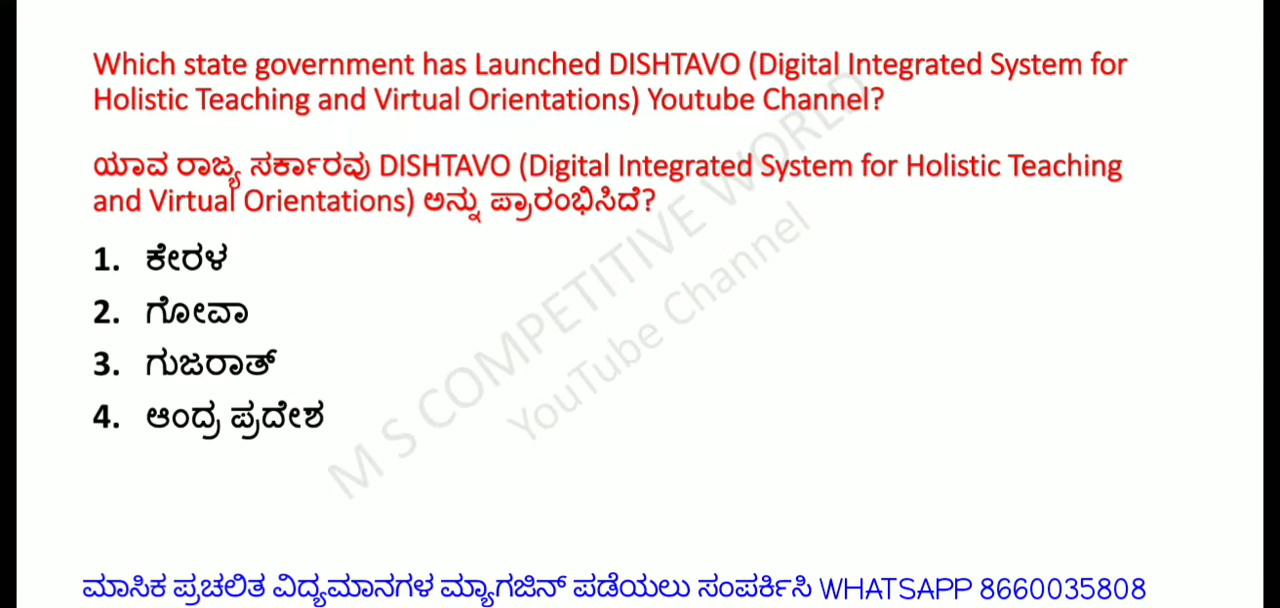 Which state government has Launched DISHTAVO (Digital Integrated System for
Holistic Teaching and Virtual Orientations) Youtube Channel?
ಯಾವ ರಾಜ್ಯ ಸರ್ಕಾರವು DISHTAVO (Digital Integrated System for Holistic Teaching
and Virtual Orientations) ಅನ್ನು ಪ್ರಾರಂಭಿಸಿದೆ?
1. ಕೇರಳ
2. ಗೋವಾ
3. ಗುಜರಾತ್
4. ಆಂದ್ರ ಪ್ರದೇಶ
M S COMPETITIVE WORLD
YouTube Channel
ಮಾಸಿಕ ಪ್ರಚಲಿತ ವಿದ್ಯಮಾನಗಳ ಮ್ಯಾಗಜಿನ್ ಪಡೆಯಲು ಸಂಪರ್ಕಿಸಿ WHATSAPP 8660035808